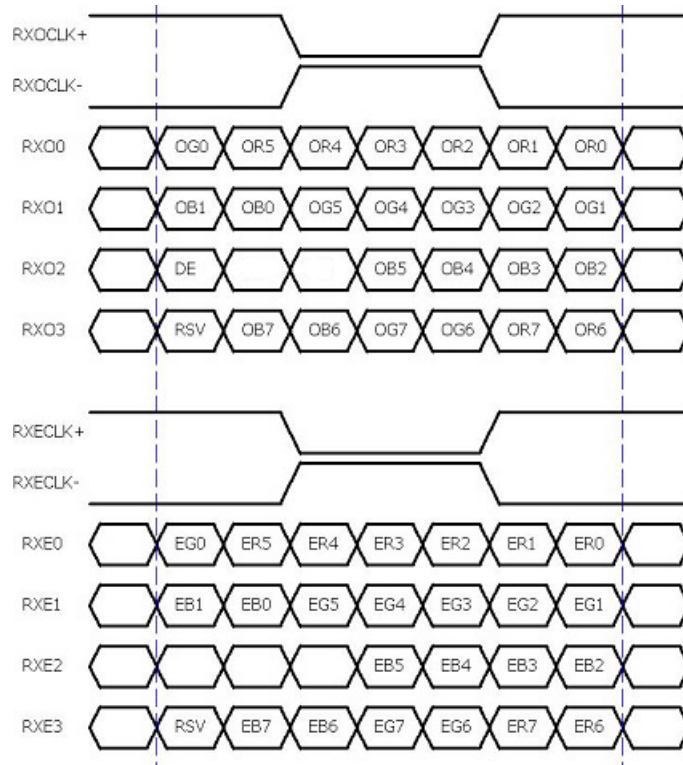 RXOCLK+
RXOCLK-
RXO0 OG0 OR5 OR4 OR3 OR2 OR1 OR0
RXO1 OB1 OB0 OG5 OG4 OG3 OG2 OG1
RXO2 DE OB5 OB4 OB3 OB2
RXO3 RSV OB7 OB6 OG7 OG6 OR7 OR6
RXECLK+
RXECLK-
RXE0 EG0 ER5 ER4 ER3 ER2 ER1 ER0
RXE1 EB1 EB0 EG5 EG4 EG3 EG2 EG1
RXE2 EB5 EB4 EB3 EB2
RXE3 RSV EB7 EB6 EG7 EG6 ER7 ER6